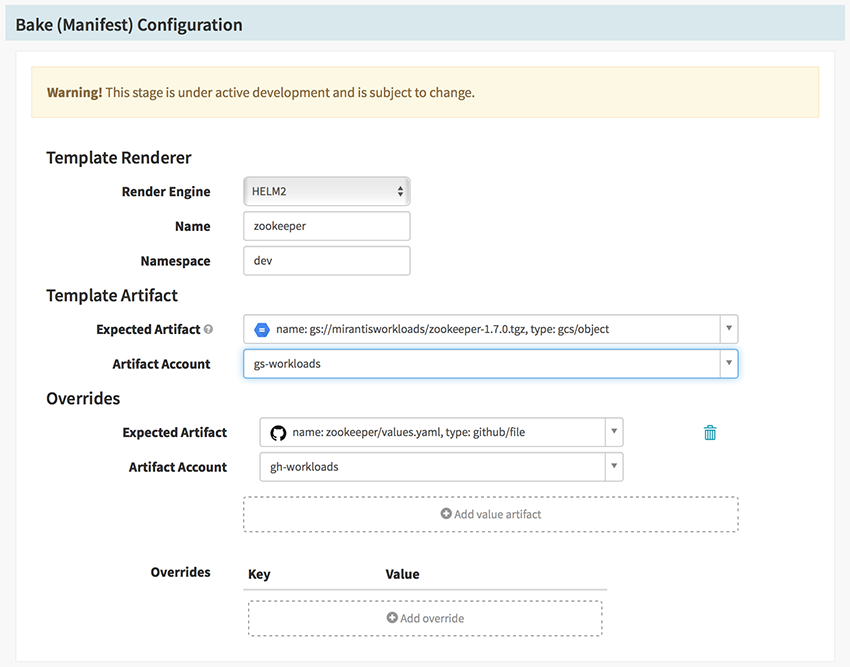 Bake (Manifest) Configuration
Warning! This stage is under active development and is subject to change.
Template Renderer
Render Engine HELM2
Name zookeeper
Namespace dev
Template Artifact
Expected Artifact name: gs://mirantisworkloads/zookeeper-1.7.0.tgz, type: gcs/object
Artifact Account gs-workloads
Overrides
Expected Artifact name: zookeeper/values.yaml, type: github/file
Artifact Account gh-workloads
Add value artifact
Overrides Key Value
Add override